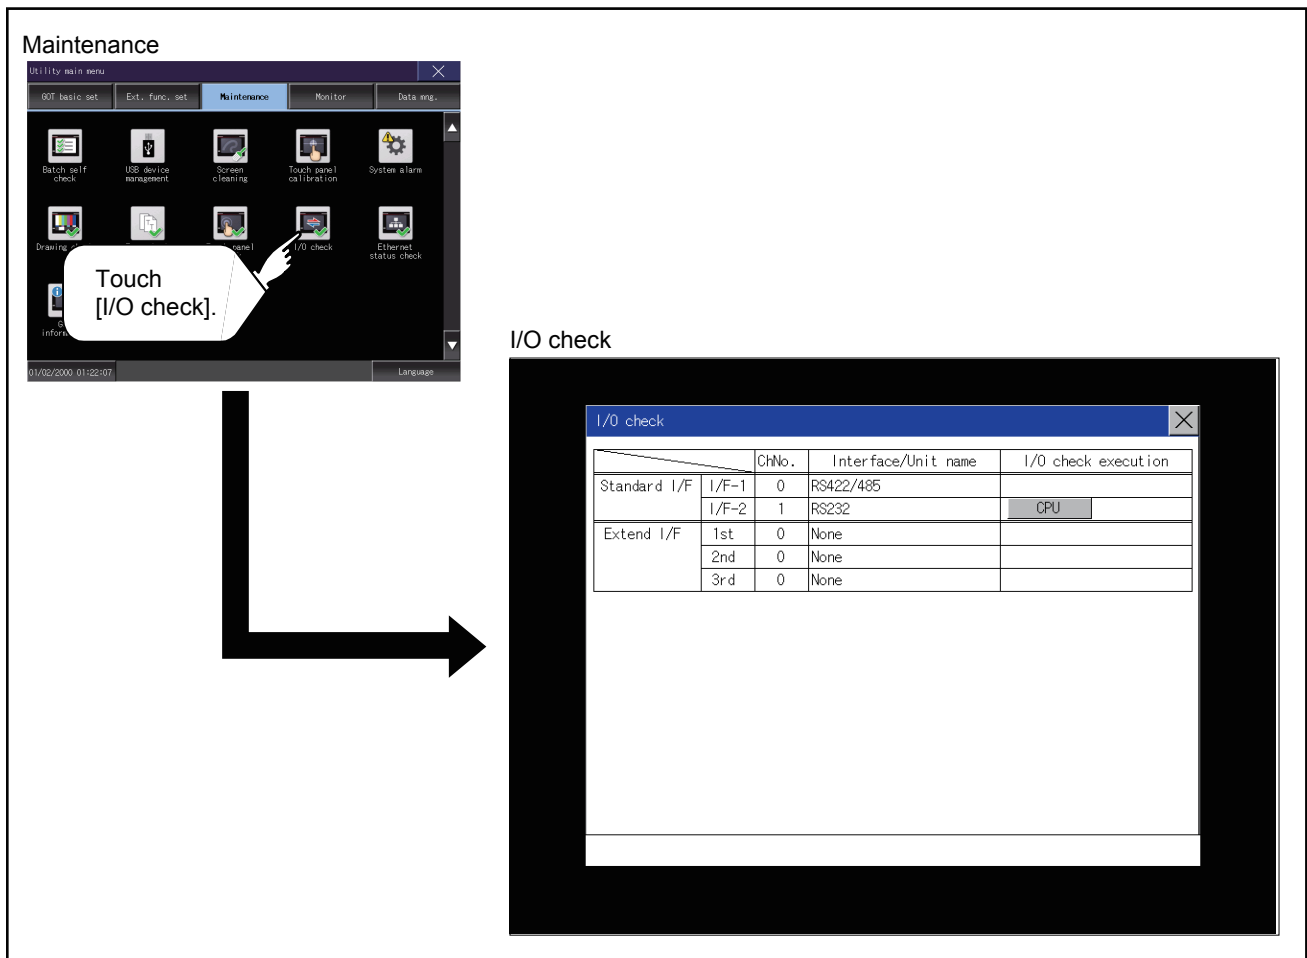 Maintenance
Utility main menu
GOT basic set Ext. func. set Maintenance Monitor Data mng.
Batch self check
USB device management
Screen cleaning
Touch panel calibration
System alarm
Drawing
I/O check
Ethernet status check
Touch
[I/O check].
01/02/2000 01:22:07 Language
I/O check
I/O check
ChNo. Interface/Unit name I/O check execution
Standard I/F I/F-1 0 RS422/485
I/F-2 1 RS232 CPU
Extend I/F 1st 0 None
2nd 0 None
3rd 0 None